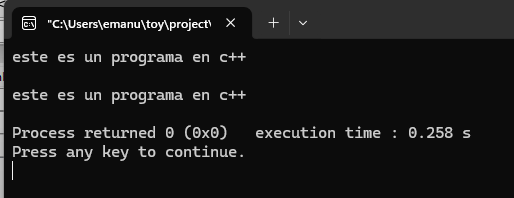 "C:\Users\emanu\toy\project\
este es un programa en c++
este es un programa en c++
Process returned 0 (0x0)   execution time : 0.258 s
Press any key to continue.